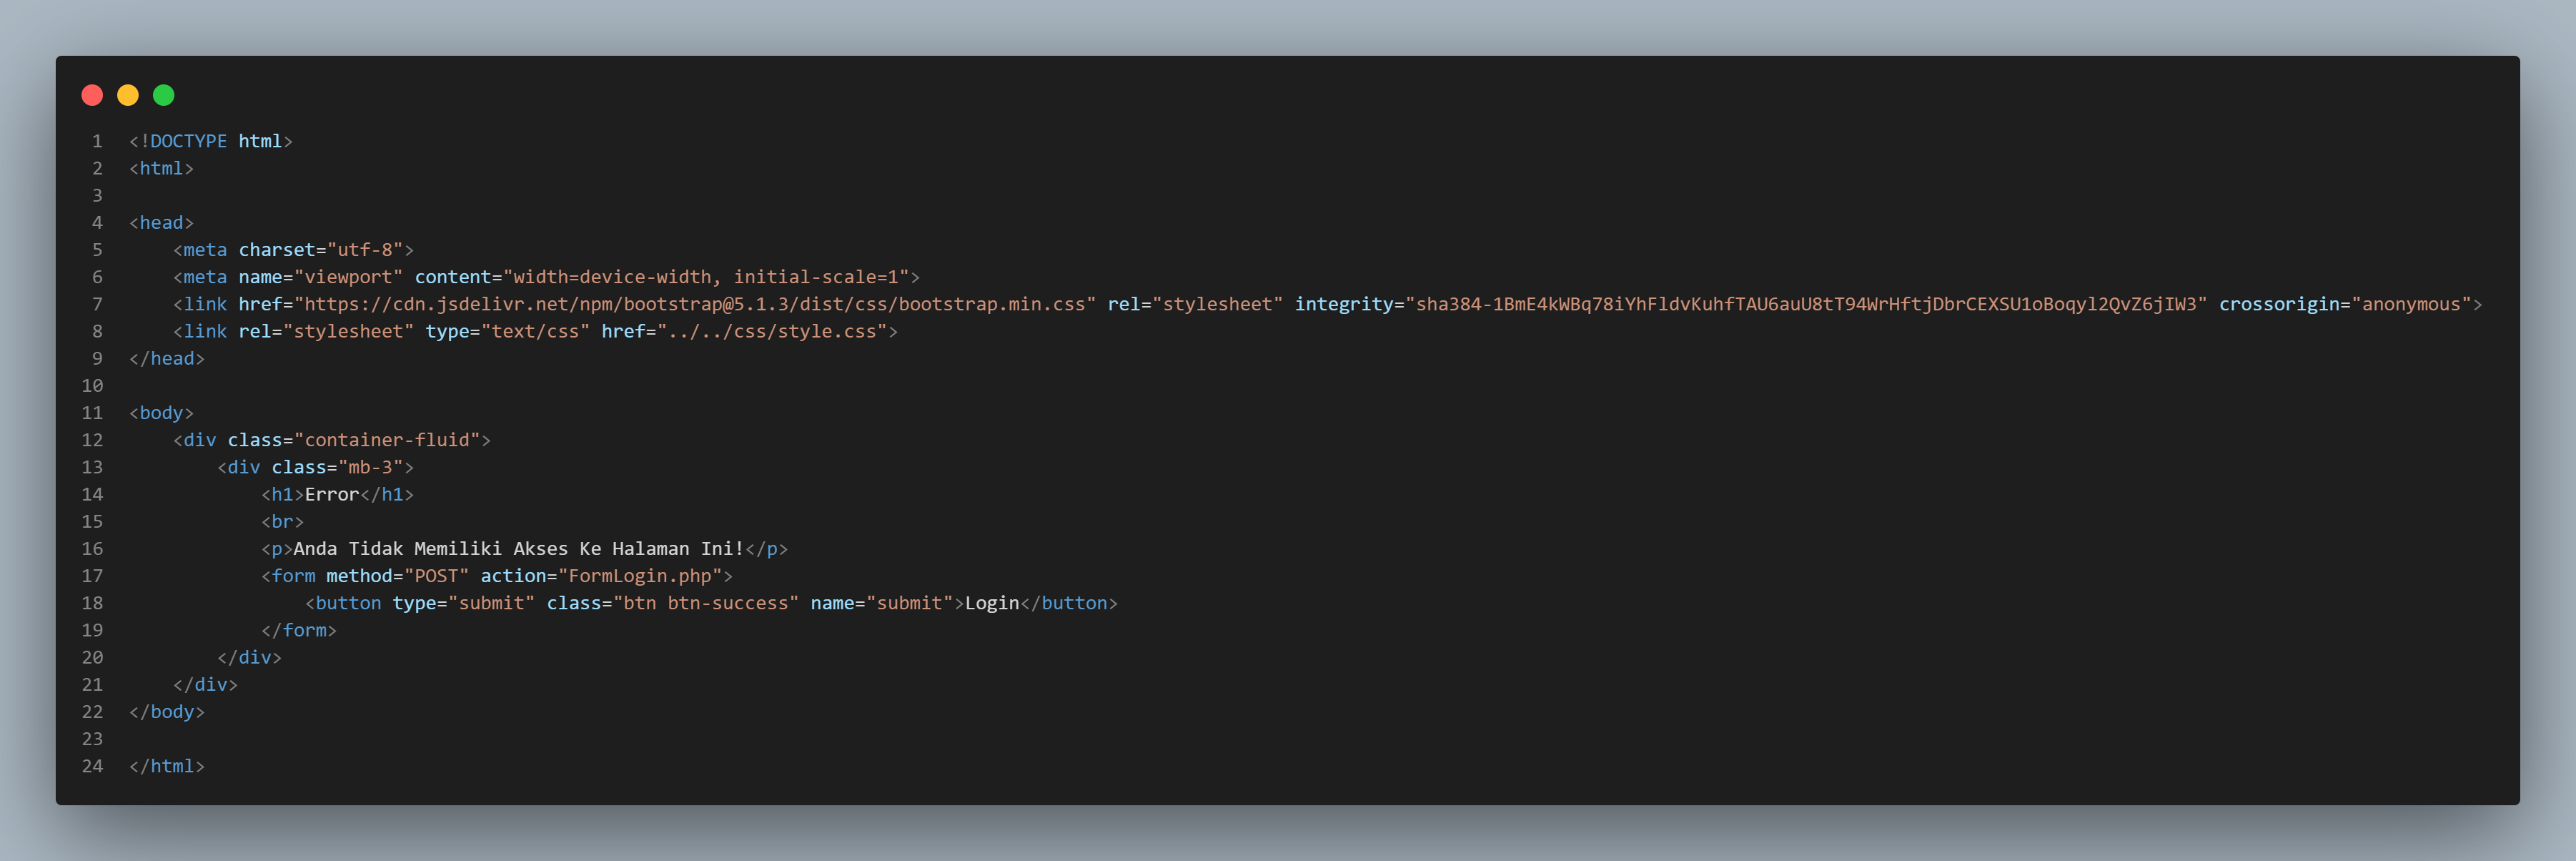 1 <!DOCTYPE html>
2 <html>
3
4 <head>
5     <meta charset="utf-8">
6     <meta name="viewport" content="width=device-width, initial-scale=1">
7     <link href="https://cdn.jsdelivr.net/npm/bootstrap@5.1.3/dist/css/bootstrap.min.css" rel="stylesheet" integrity="sha384-1BmE4kWBq78iYhFldvKuhfTAU6auU8tT94WrHftjDbrCEXSU1oBoqyl2QvZ6jIW3" crossorigin="anonymous">
8     <link rel="stylesheet" type="text/css" href="../../css/style.css">
9 </head>
10
11 <body>
12     <div class="container-fluid">
13         <div class="mb-3">
14             <h1>Error</h1>
15             <br>
16             <p>Anda Tidak Memiliki Akses Ke Halaman Ini!</p>
17             <form method="POST" action="FormLogin.php">
18                 <button type="submit" class="btn btn-success" name="submit">Login</button>
19             </form>
20         </div>
21     </div>
22 </body>
23
24 </html>